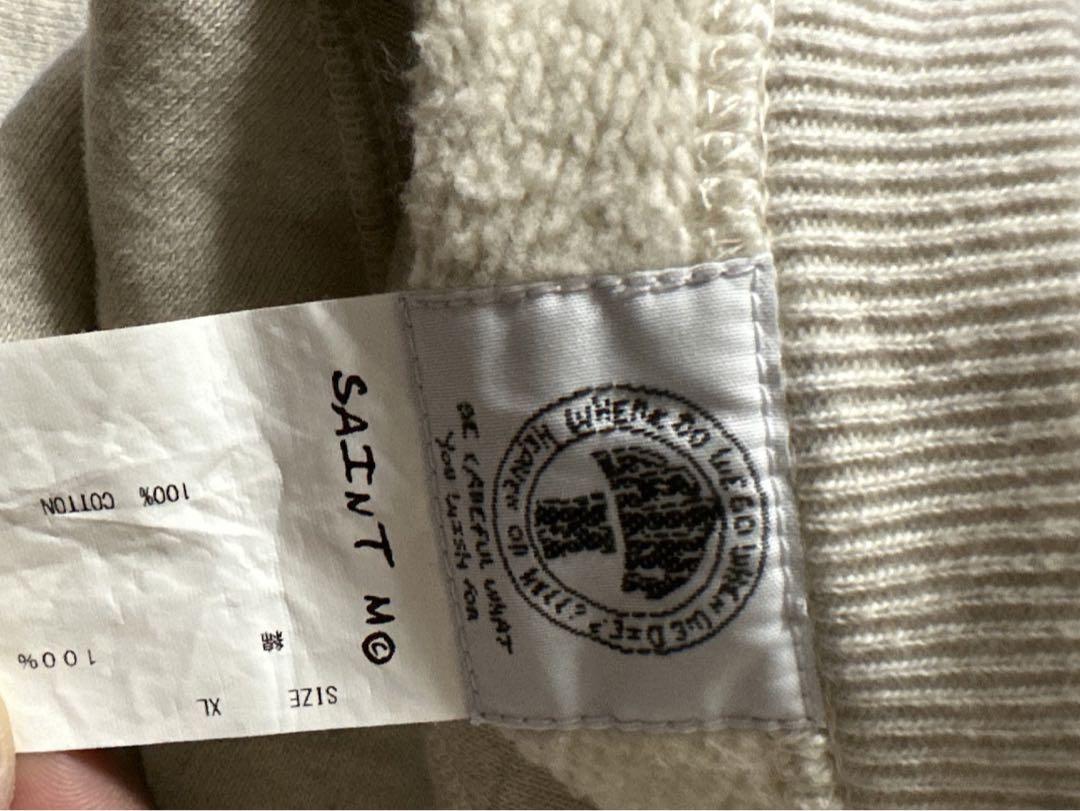 SAINT M©
SIZE
XL
綿
100%
100% COTTON
WHERE DO WE GO WHEN WE DIE?
HEAVEN OR HELL
BE CAREFUL WHAT
YOU WISH FOR